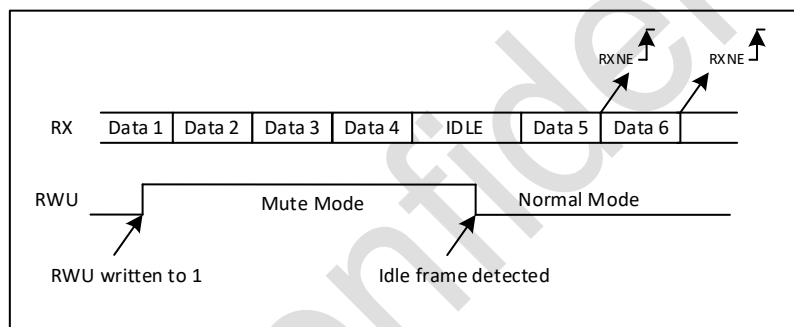 RXNE RXNE
RX Data 1 Data 2 Data 3 Data 4 IDLE Data 5 Data 6
RWU Mute Mode Normal Mode
RWU written to 1 Idle frame detected